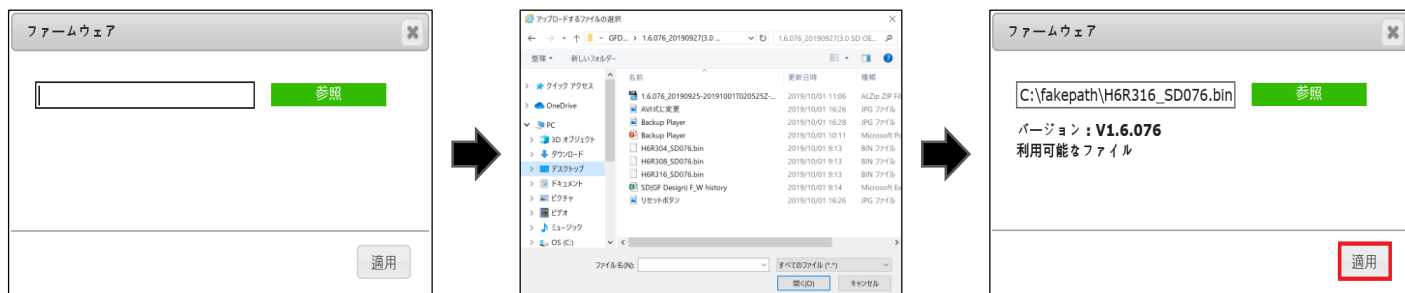 ファームウェア
参照
適用
アップロードするファイルの選択
GFD... > 1.6.076_20190927(3.0 ...
1.6.076_20190927(3.0 SD OE...
整理
新しいフォルダー
名前
更新日時
種類
クイック アクセス
OneDrive
PC
3D オブジェクト
ダウンロード
デスクトップ
ドキュメント
ピクチャ
ビデオ
ミュージック
OS (C:)
1.6.076_20190925-20191001T020525Z-... 2019/10/01 11:06 ALZip ZIP Fil
AVI式に変更 2019/10/01 16:26 JPG ファイル
Backup Player 2019/10/01 16:28 JPG ファイル
Backup Player 2019/10/01 10:11 Microsoft Po
H6R304_SD076.bin 2019/10/01 9:13 BIN ファイル
H6R308_SD076.bin 2019/10/01 9:13 BIN ファイル
H6R316_SD076.bin 2019/10/01 9:13 BIN ファイル
SD(GF Design) F_W history 2019/10/01 9:14 Microsoft Ex
リセットボタン 2019/10/01 16:26 JPG ファイル
ファイル名(N):
すべてのファイル (*.*)
開く(O)
キャンセル
ファームウェア
C:\fakepath\H6R316_SD076.bin
参照
バージョン : V1.6.076
利用可能なファイル
適用